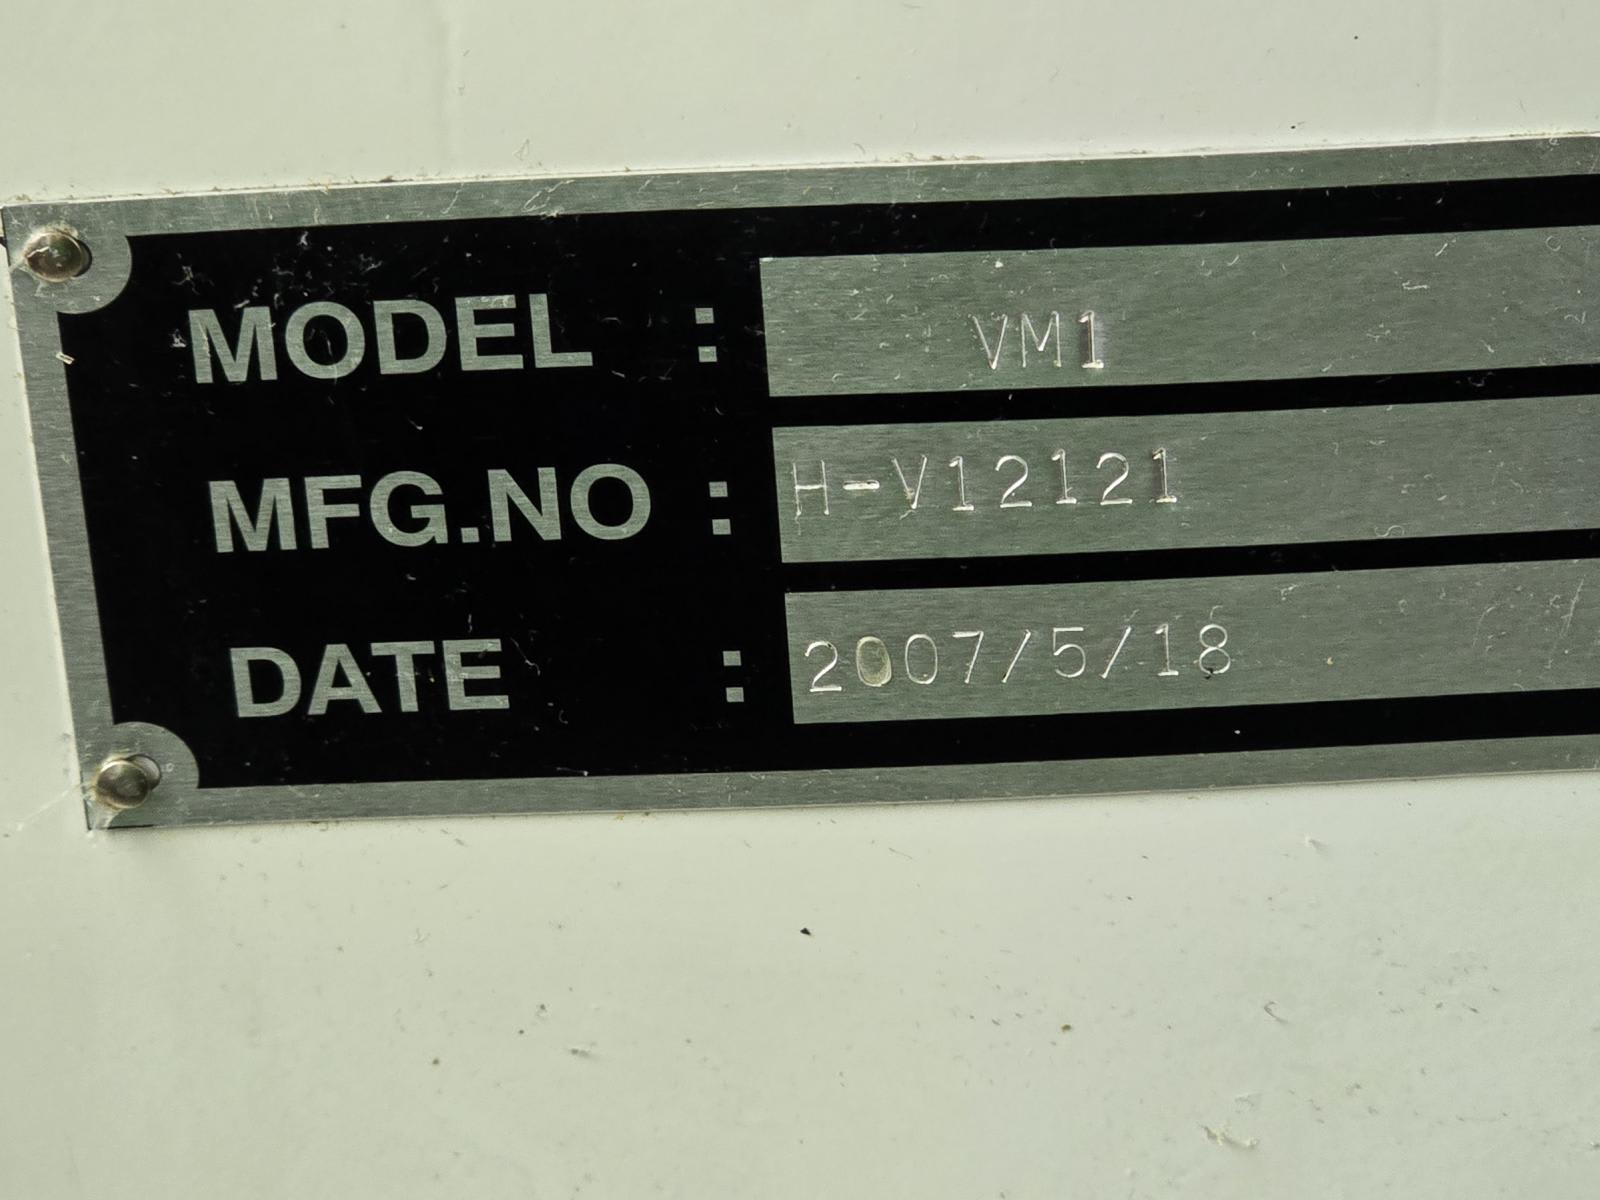 MODEL : VM1
MFG.NO : H-V12121
DATE : 2007/5/18